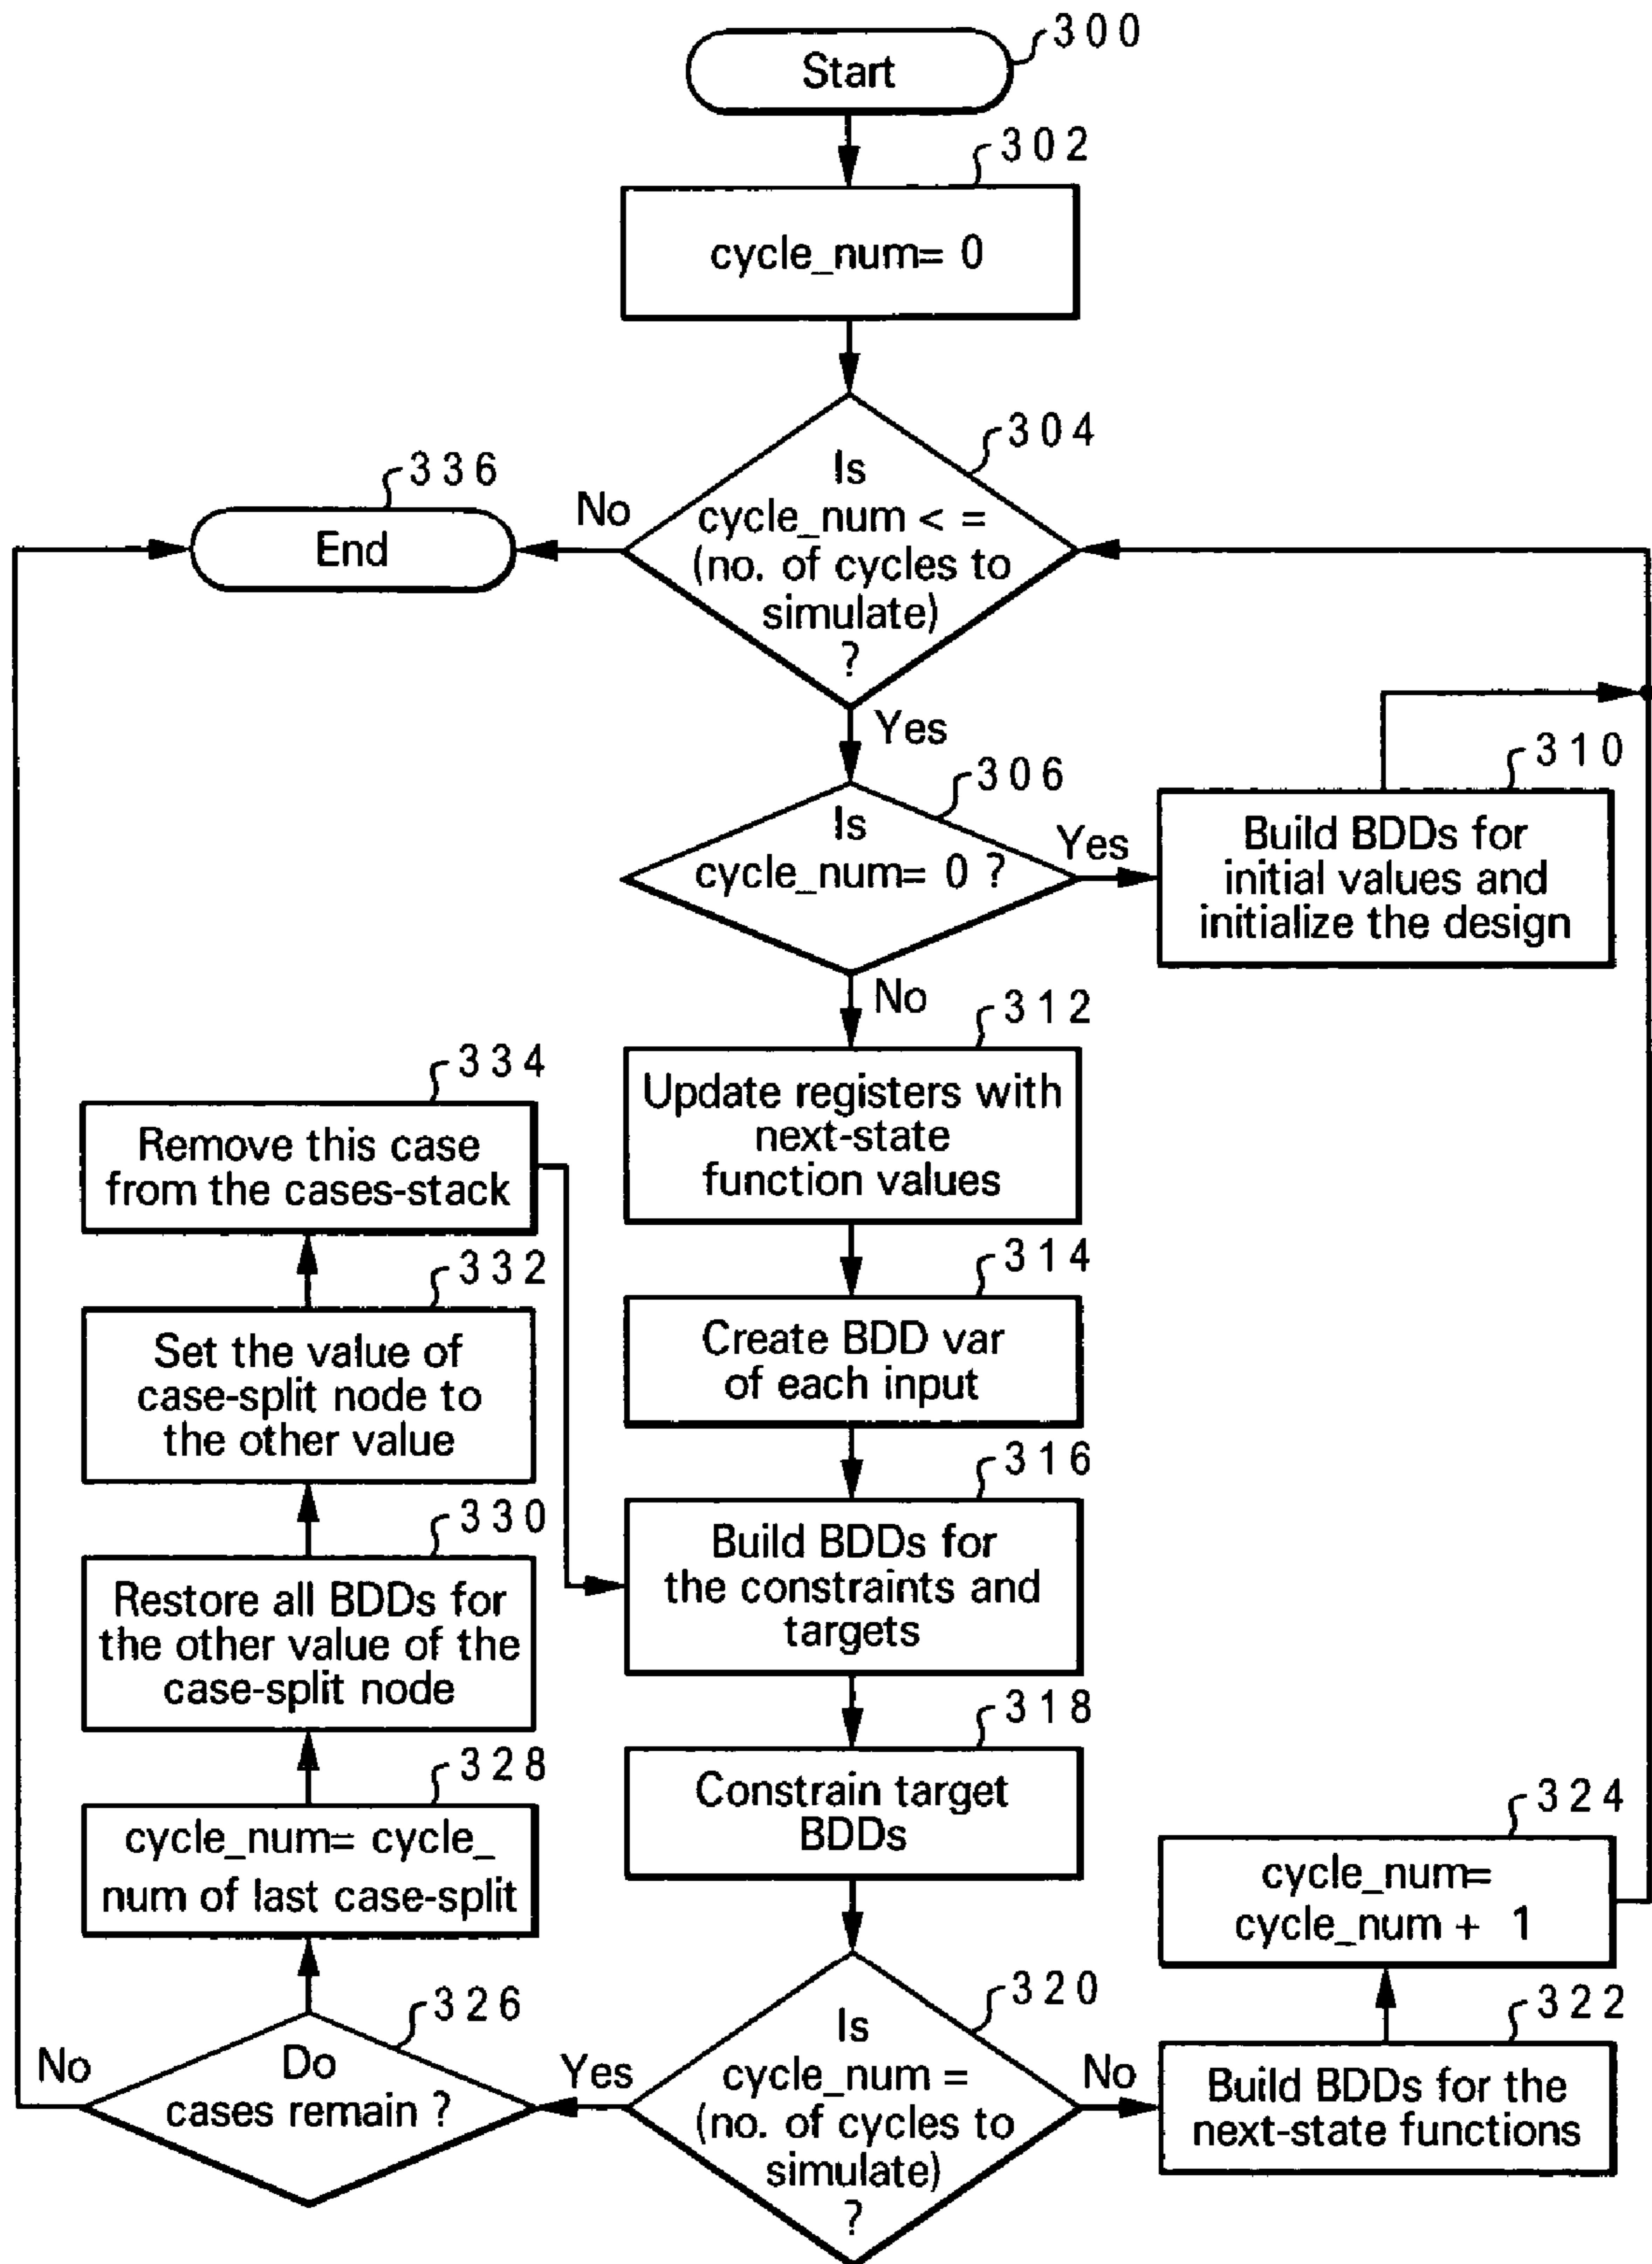 300
Start
302
cycle_num= 0
304
Is
cycle_num < =
(no. of cycles to
simulate)
?
No
336
End
Yes
306
Is
cycle_num= 0 ?
Yes
310
Build BDDs for
initial values and
initialize the design
No
312
Update registers with
next-state
function values
314
Create BDD var
of each input
316
Build BDDs for
the constraints and
targets
318
Constrain target
BDDs
320
Is
cycle_num =
(no. of cycles to
simulate)
?
No
322
Build BDDs for the
next-state functions
324
cycle_num=
cycle_num + 1
Yes
326
Do
cases remain ?
No
328
cycle_num= cycle_
num of last case-split
330
Restore all BDDs for
the other value of the
case-split node
332
Set the value of
case-split node to
the other value
334
Remove this case
from the cases-stack